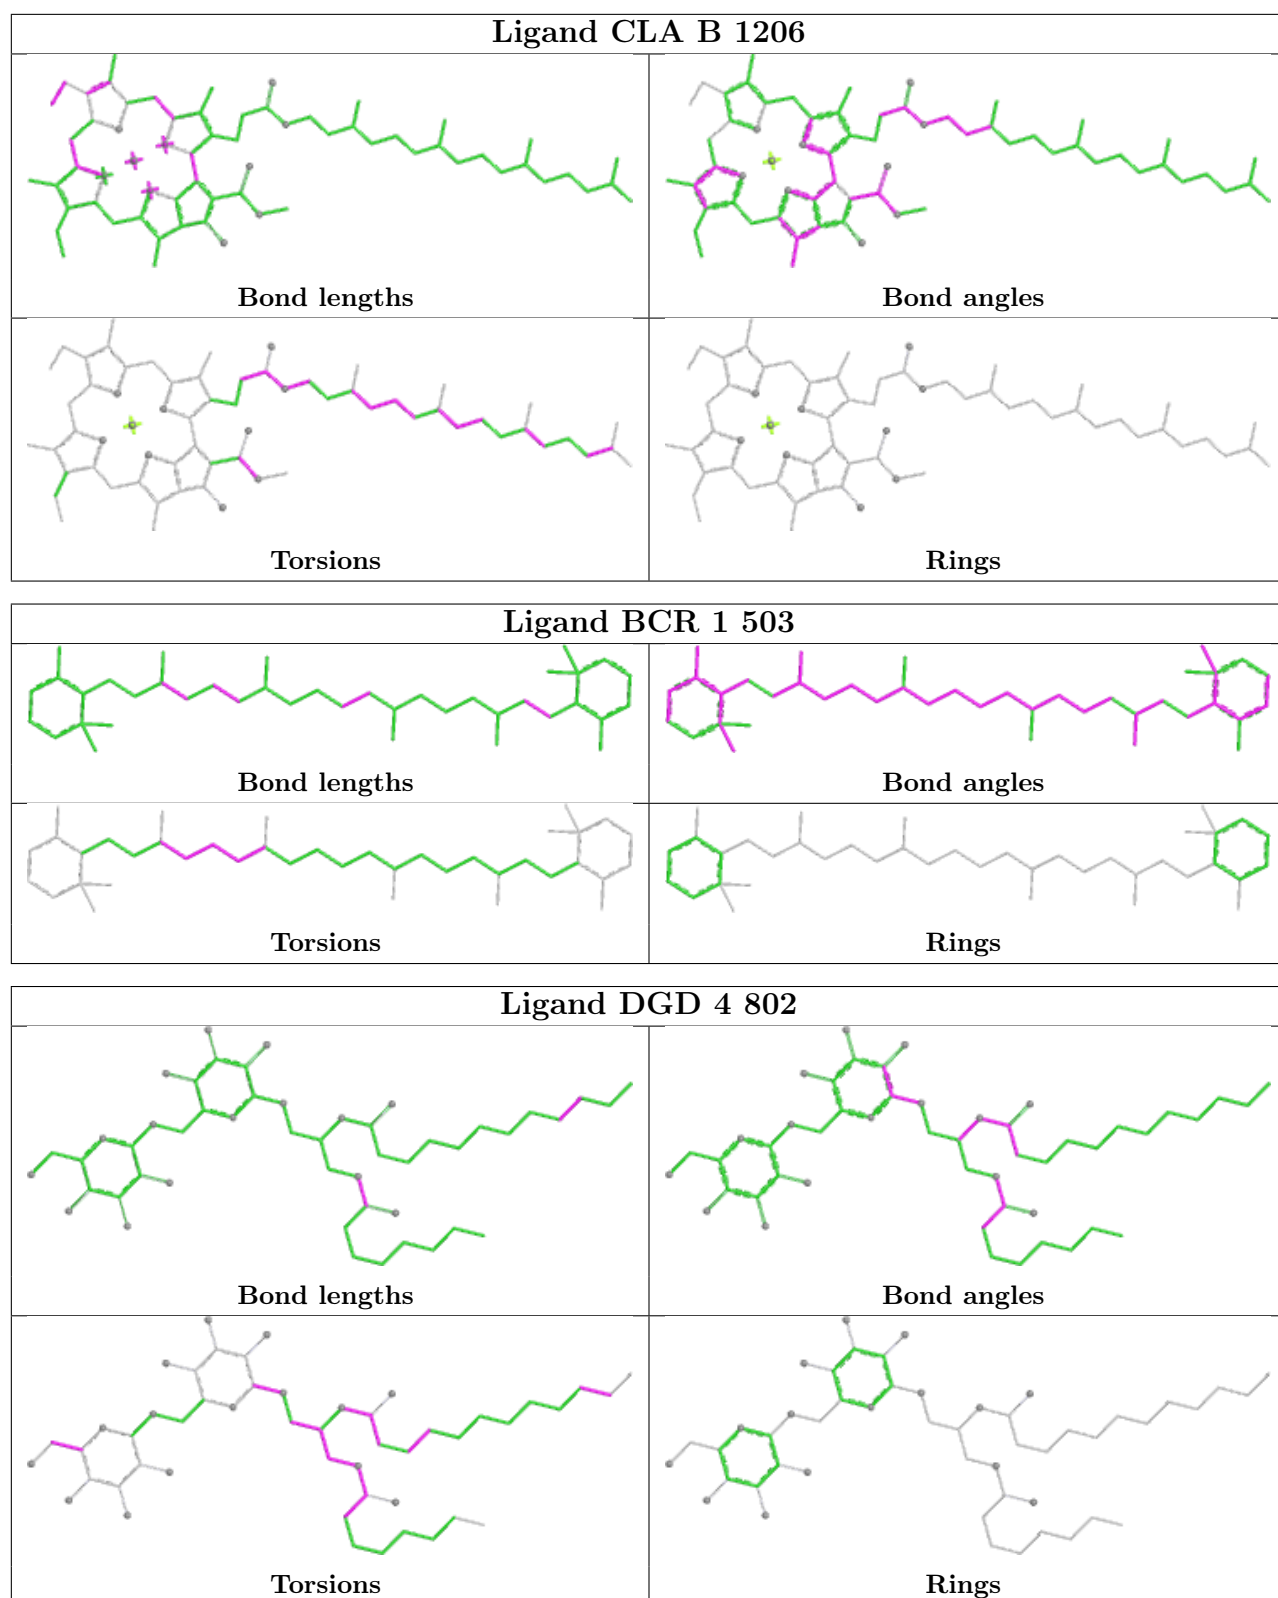 Ligand CLA B 1206
Bond lengths
Bond angles
Torsions
Rings
Ligand BCR 1 503
Bond lengths
Bond angles
Torsions
Rings
Ligand DGD 4 802
Bond lengths
Bond angles
Torsions
Rings